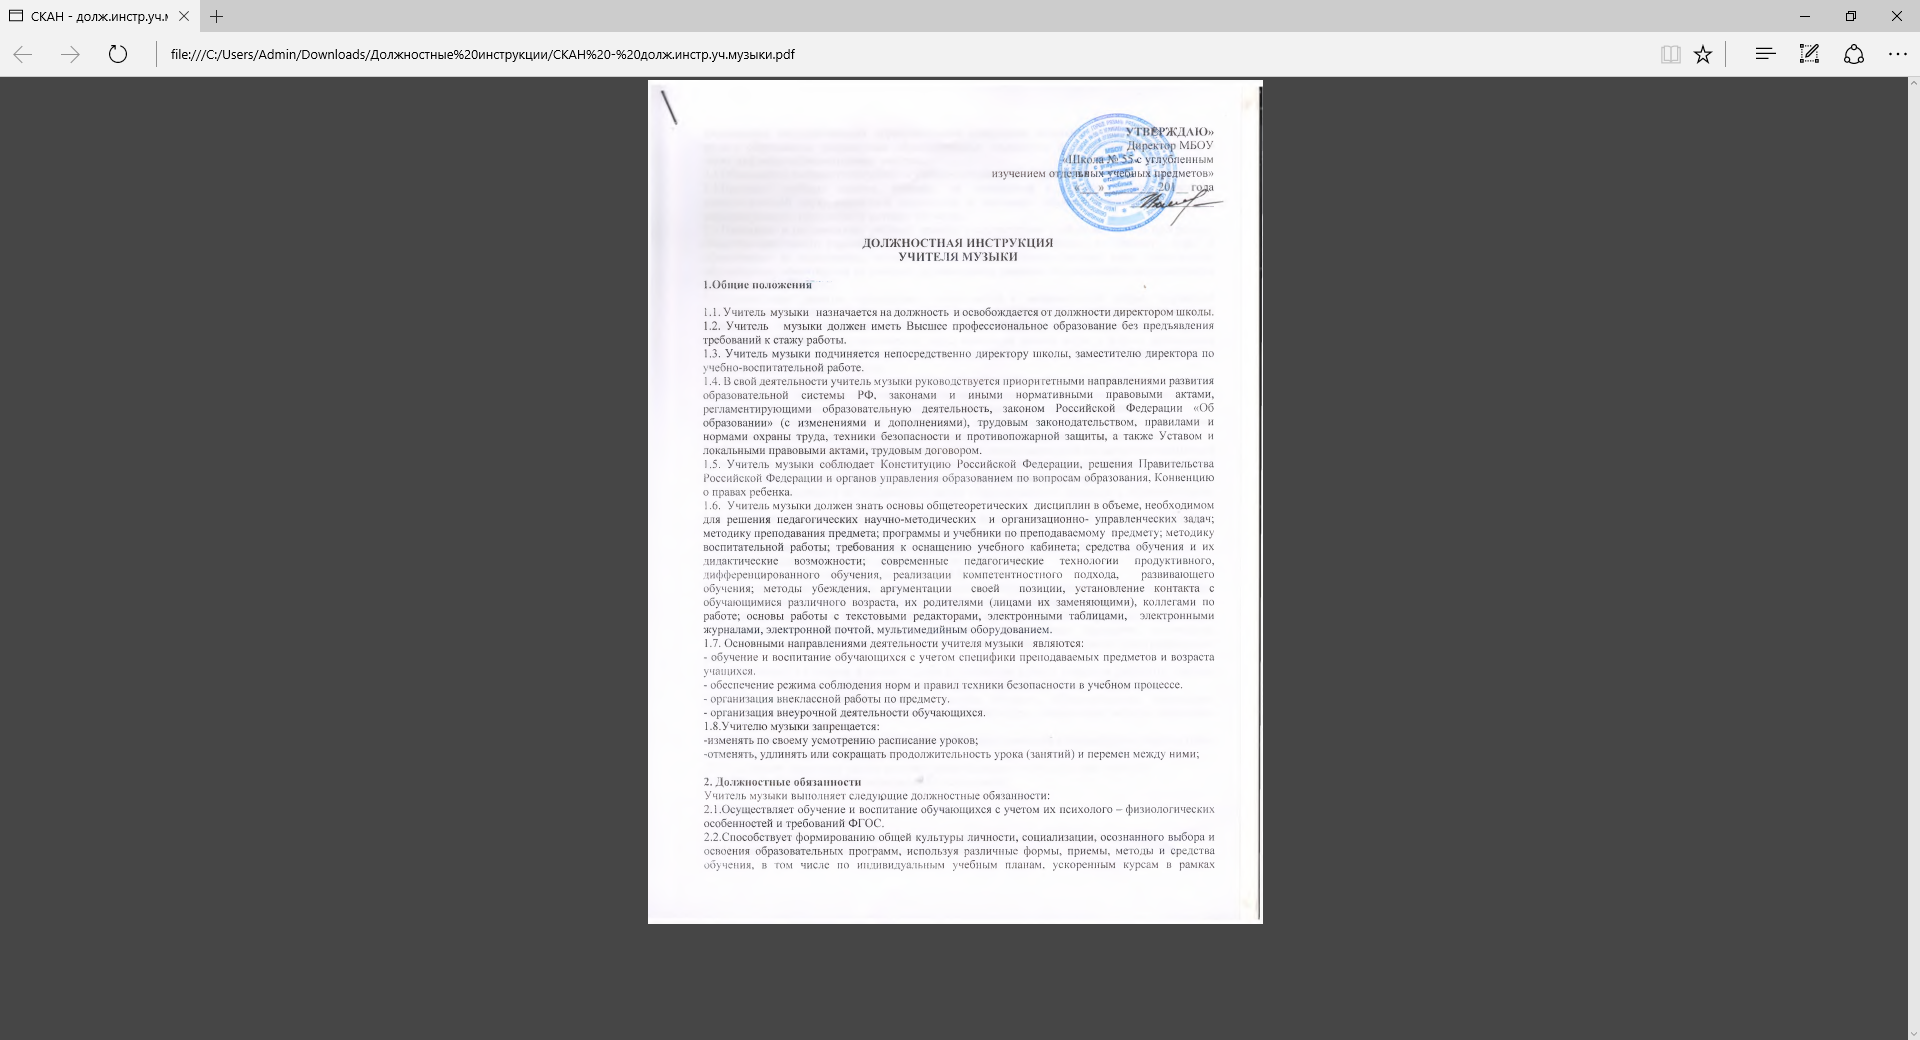 СКАН - долж.инстр.уч.м
file:///C:/Users/Admin/Downloads/Должностные%20инструкции/СКАН%20-%20долж.инстр.уч.музыки.pdf
УТВЕРЖДАЮ»
Директор МБОУ
«Школа № 55 с углубленным
изучением отдельных учебных предметов»
«___»________201__ года
ДОЛЖНОСТНАЯ ИНСТРУКЦИЯ
УЧИТЕЛЯ МУЗЫКИ
1.Общие положения
1.1. Учитель музыки назначается на должность и освобождается от должности директором школы.
1.2. Учитель музыки должен иметь Высшее профессиональное образование без предъявления
требований к стажу работы.
1.3. Учитель музыки подчиняется непосредственно директору школы, заместителю директора по
учебно-воспитательной работе.
1.4. В свой деятельности учитель музыки руководствуется приоритетными направлениями развития
образовательной системы РФ, законами и иными нормативными правовыми актами,
регламентирующими образовательную деятельность, законом Российской Федерации «Об
образовании» (с изменениями и дополнениями), трудовым законодательством, правилами и
нормами охраны труда, техники безопасности и противопожарной защиты, а также Уставом и
локальными правовыми актами, трудовым договором.
1.5. Учитель музыки соблюдает Конституцию Российской Федерации, решения Правительства
Российской Федерации и органов управления образованием по вопросам образования, Конвенцию
о правах ребенка.
1.6. Учитель музыки должен знать основы общетеоретических дисциплин в объеме, необходимом
для решения педагогических научно-методических и организационно- управленческих задач;
методику преподавания предмета; программы и учебники по преподаваемому предмету; методику
воспитательной работы; требования к оснащению учебного кабинета; средства обучения и их
дидактические возможности; современные педагогические технологии продуктивного,
дифференцированного обучения, реализации компетентностного подхода, развивающего
обучения; методы убеждения, аргументации своей позиции, установление контакта с
обучающимися различного возраста, их родителями (лицами их заменяющими), коллегами по
работе; основы работы с текстовыми редакторами, электронными таблицами, электронными
журналами, электронной почтой, мультимедийным оборудованием.
1.7. Основными направлениями деятельности учителя музыки являются:
- обучение и воспитание обучающихся с учетом специфики преподаваемых предметов и возраста
учащихся.
- обеспечение режима соблюдения норм и правил техники безопасности в учебном процессе.
- организация внеклассной работы по предмету.
- организация внеурочной деятельности обучающихся.
1.8.Учителю музыки запрещается:
-изменять по своему усмотрению расписание уроков;
-отменять, удлинять или сокращать продолжительность урока (занятий) и перемен между ними;
2. Должностные обязанности
Учитель музыки выполняет следующие должностные обязанности:
2.1.Осуществляет обучение и воспитание обучающихся с учетом их психолого – физиологических
особенностей и требований ФГОС.
2.2.Способствует формированию общей культуры личности, социализации, осознанного выбора и
освоения образовательных программ, используя различные формы, приемы, методы и средства
обучения, в том числе по индивидуальным учебным планам, ускоренным курсам в рамках